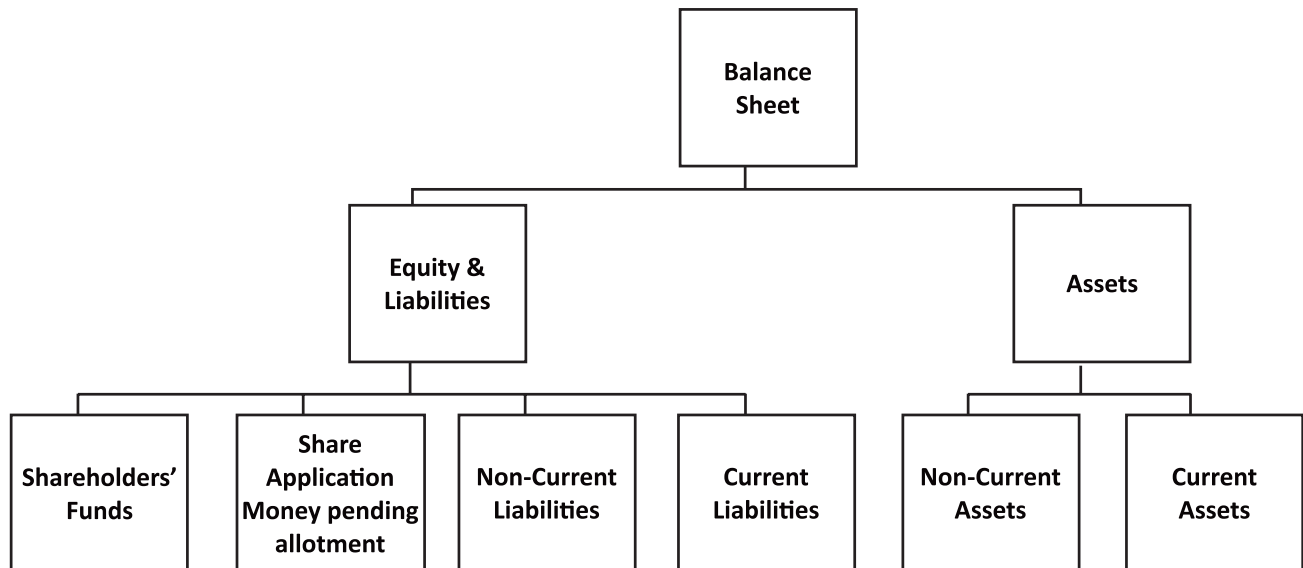 Balance
Sheet
Equity &
Liabilities
Assets
Shareholders’
Funds
Share
Application
Money pending
allotment
Non-Current
Liabilities
Current
Liabilities
Non-Current
Assets
Current
Assets